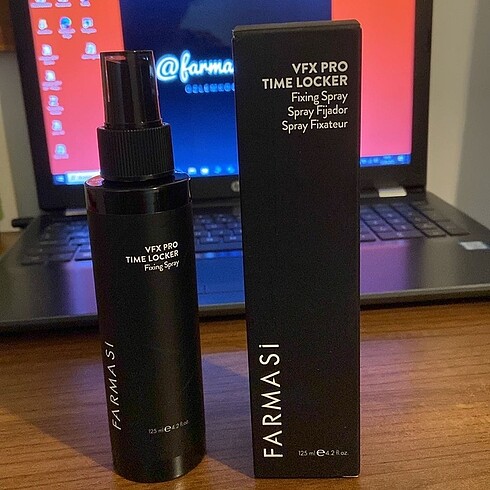 @farma
VFX PRO
TIME LOCKER
Fixing Spray
FARMASi
125 ml e 4.2 fl.oz.
VFX PRO
TIME LOCKER
Fixing Spray
Spray Fijador
Spray Fixateur
FARMASi
125 ml e 4.2 fl.oz.
hp